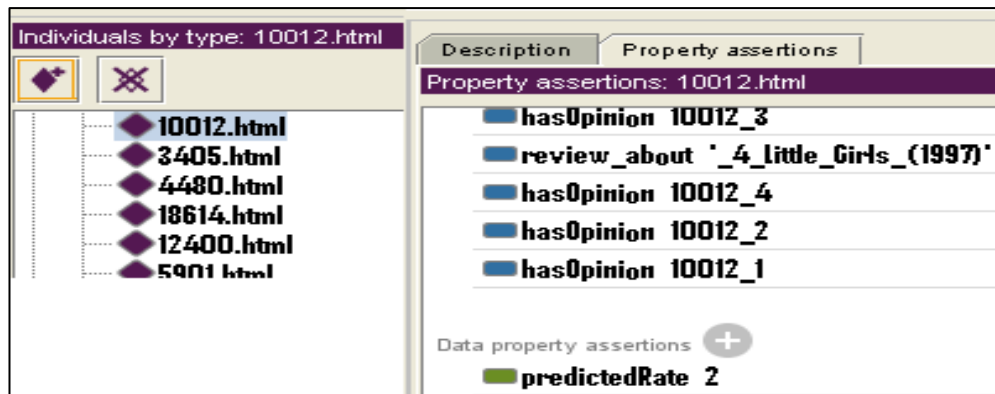 Individuals by type: 10012.html
10012.html
3405.html
4480.html
18614.html
12400.html
5901.html
Description
Property assertions
Property assertions: 10012.html
hasOpinion 10012_3
review_about '_4_Little_Girls_(1997)'
hasOpinion 10012_4
hasOpinion 10012_2
hasOpinion 10012_1
Data property assertions
predictedRate 2